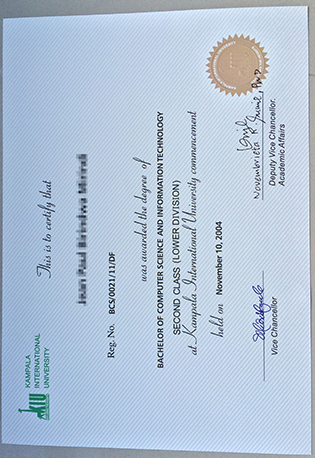 KIU
KAMPALA
INTERNATIONAL
UNIVERSITY
This is to certify that
Reg. No. BCS/0021/11/DF
was awarded the degree of
BACHELOR OF COMPUTER SCIENCE AND INFORMATION TECHNOLOGY
SECOND CLASS (LOWER DIVISION)
at Kampala International University commencement
held on November 10, 2004
Vice Chancellor
Deputy Vice Chancellor.
Academic Affairs